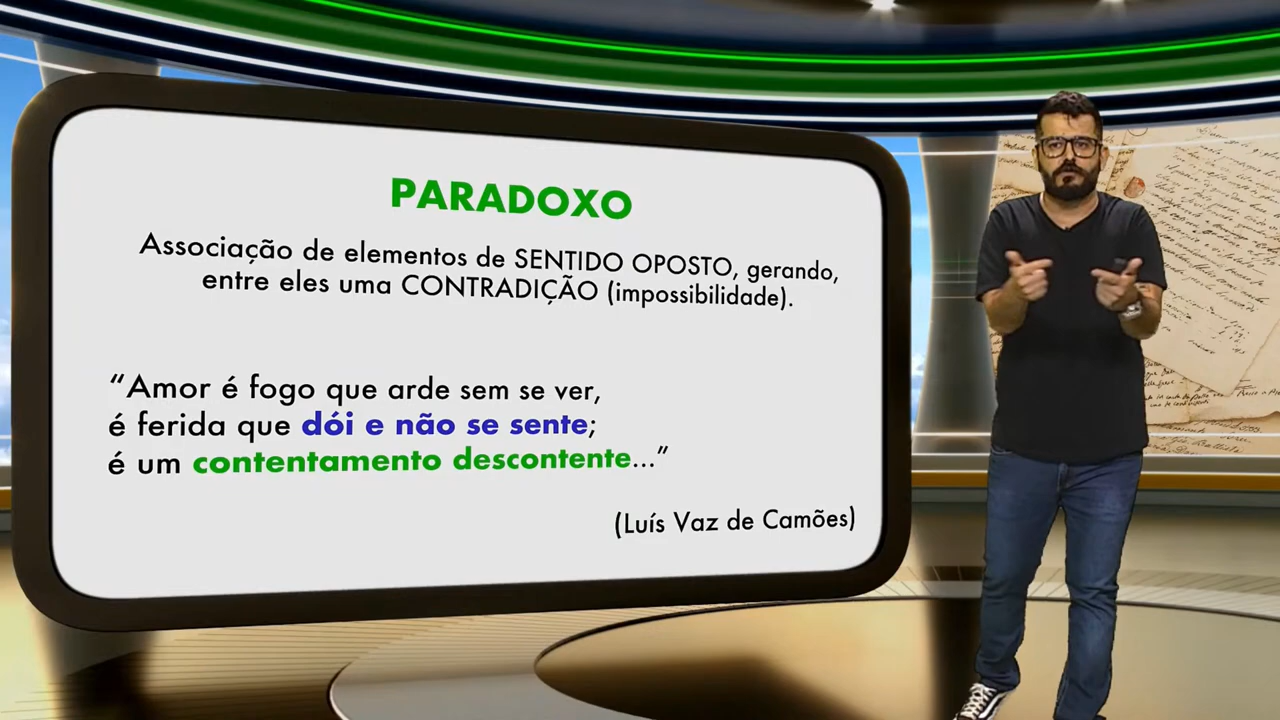 PARADOXO
Associação de elementos de SENTIDO OPOSTO, gerando,
entre eles uma CONTRADIÇÃO (impossibilidade).
“Amor é fogo que arde sem se ver,
é ferida que dói e não se sente;
é um contentamento descontente...”
(Luís Vaz de Camões)